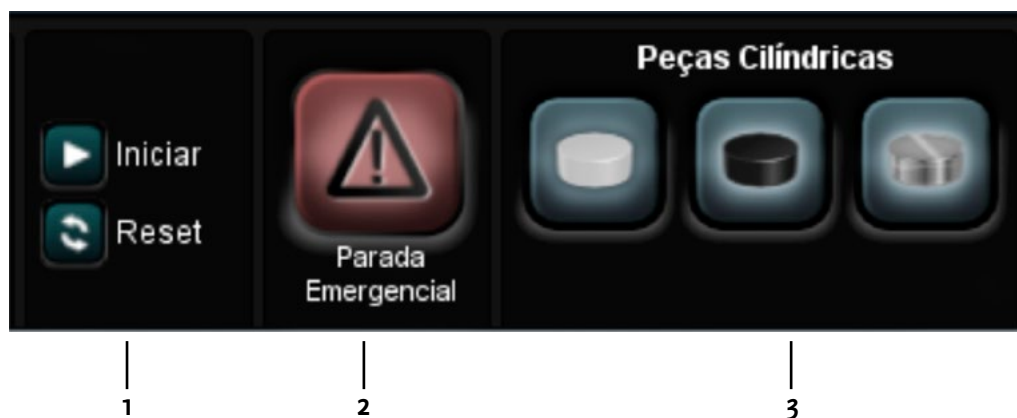 Peças Cilíndricas
Iniciar
Reset
Parada
Emergencial
1
2
3